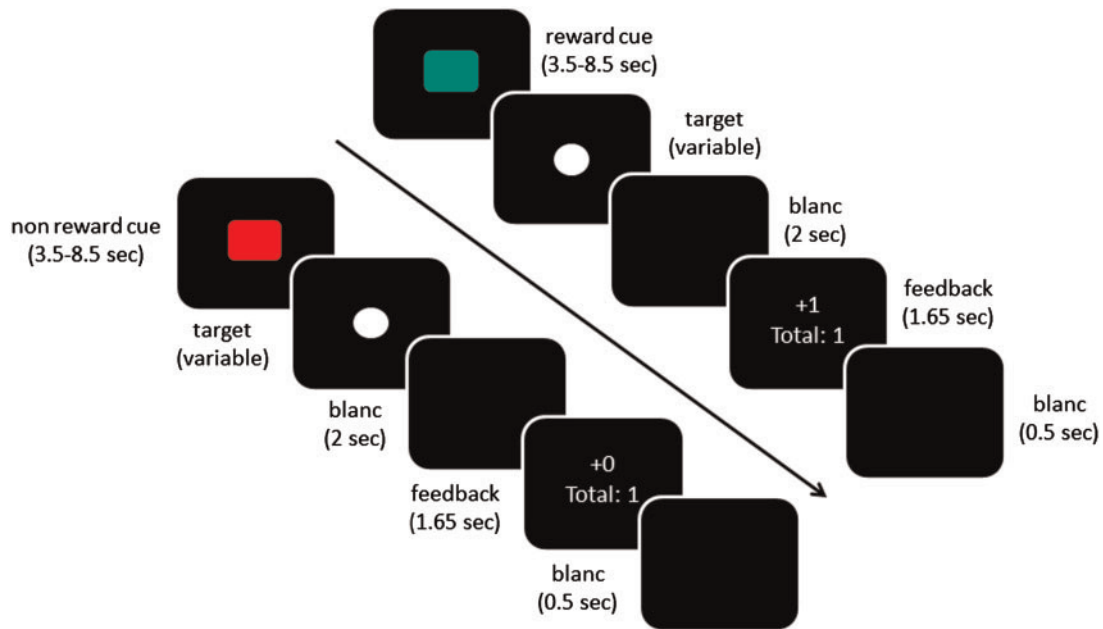 reward cue
(3.5-8.5 sec)
target
(variable)
blanc
(2 sec)
+1
Total: 1
feedback
(1.65 sec)
blanc
(0.5 sec)
non reward cue
(3.5-8.5 sec)
target
(variable)
blanc
(2 sec)
+0
Total: 1
feedback
(1.65 sec)
blanc
(0.5 sec)